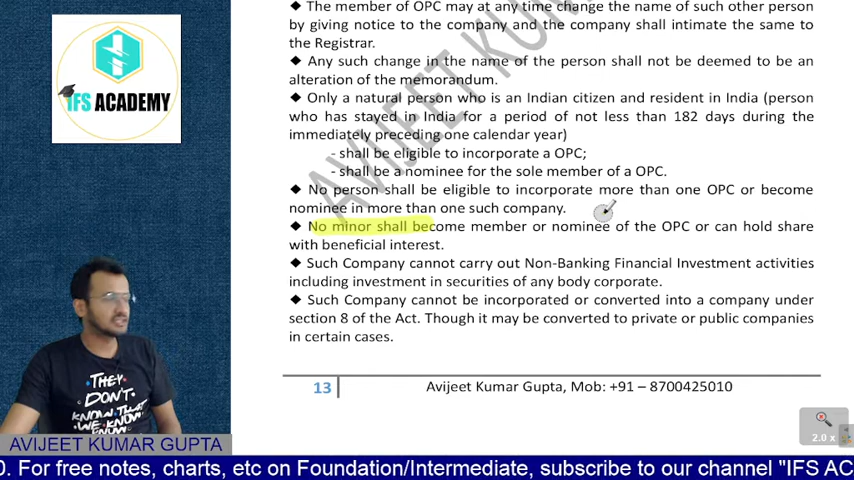 The member of OPC may at any time change the name of such other person
by giving notice to the company and the company shall intimate the same to
the Registrar.
◆ Any such change in the name of the person shall not be deemed to be an
alteration of the memorandum.
◆ Only a natural person who is an Indian citizen and resident in India (person
who has stayed in India for a period of not less than 182 days during the
immediately preceding one calendar year)
- shall be eligible to incorporate a OPC;
- shall be a nominee for the sole member of a OPC.
◆ No person shall be eligible to incorporate more than one OPC or become
nominee in more than one such company.
◆ No minor shall become member or nominee of the OPC or can hold share
with beneficial interest.
◆ Such Company cannot carry out Non-Banking Financial Investment activities
including investment in securities of any body corporate.
◆ Such Company cannot be incorporated or converted into a company under
section 8 of the Act. Though it may be converted to private or public companies
in certain cases.
13
Avijeet Kumar Gupta, Mob: +91 – 8700425010
AVIJEET KUM
IFS ACADEMY
THEY
DON'T
KNOW THAT
WE KNOW
2.0 x
AVIJEET KUMAR GUPTA
0. For free notes, charts, etc on Foundation/Intermediate, subscribe to our channel "IFS AC